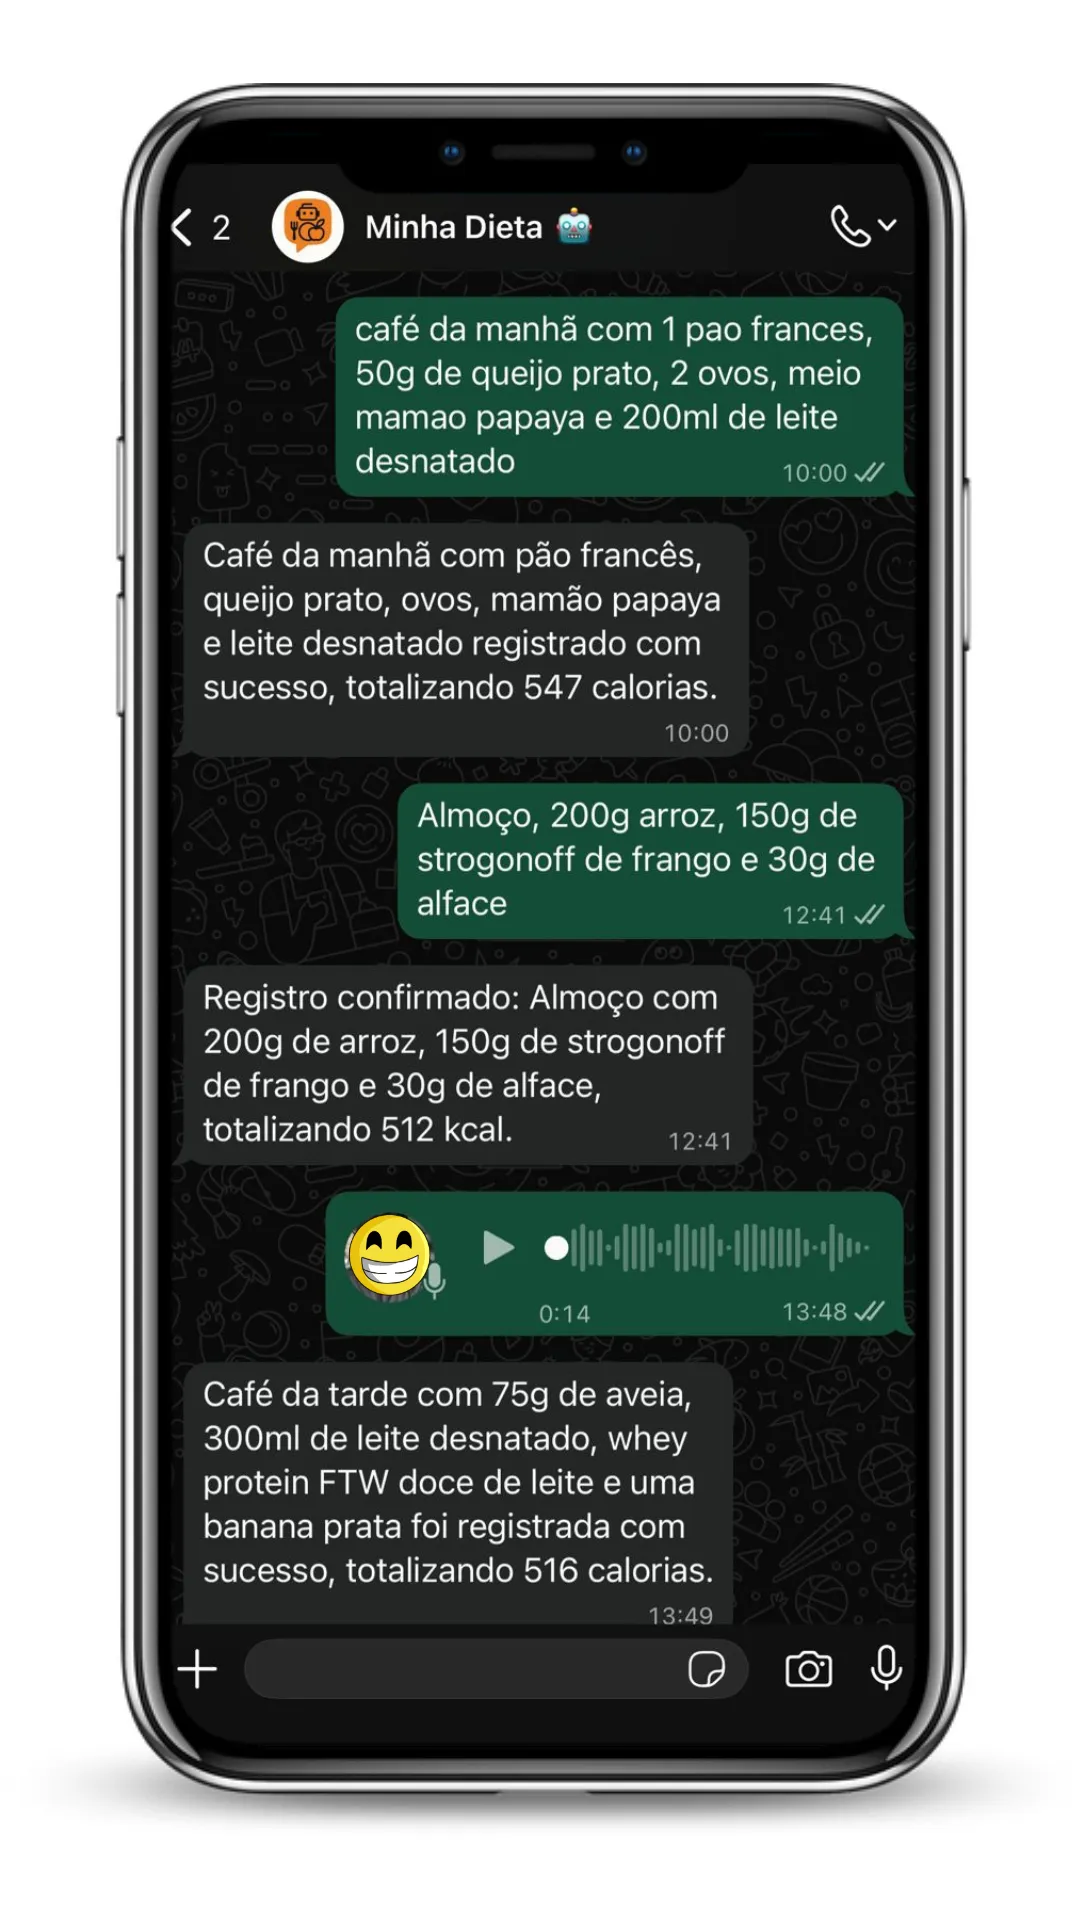 2
Minha Dieta 🤖
café da manhã com 1 pao frances,
50g de queijo prato, 2 ovos, meio
mamao papaya e 200ml de leite
desnatado
10:00
Café da manhã com pão francês,
queijo prato, ovos, mamão papaya
e leite desnatado registrado com
sucesso, totalizando 547 calorias.
10:00
Almoço, 200g arroz, 150g de
strogonoff de frango e 30g de
alface
12:41
Registro confirmado: Almoço com
200g de arroz, 150g de strogonoff
de frango e 30g de alface,
totalizando 512 kcal.
12:41
0:14
13:48
Café da tarde com 75g de aveia,
300ml de leite desnatado, whey
protein FTW doce de leite e uma
banana prata foi registrada com
sucesso, totalizando 516 calorias.
13:49